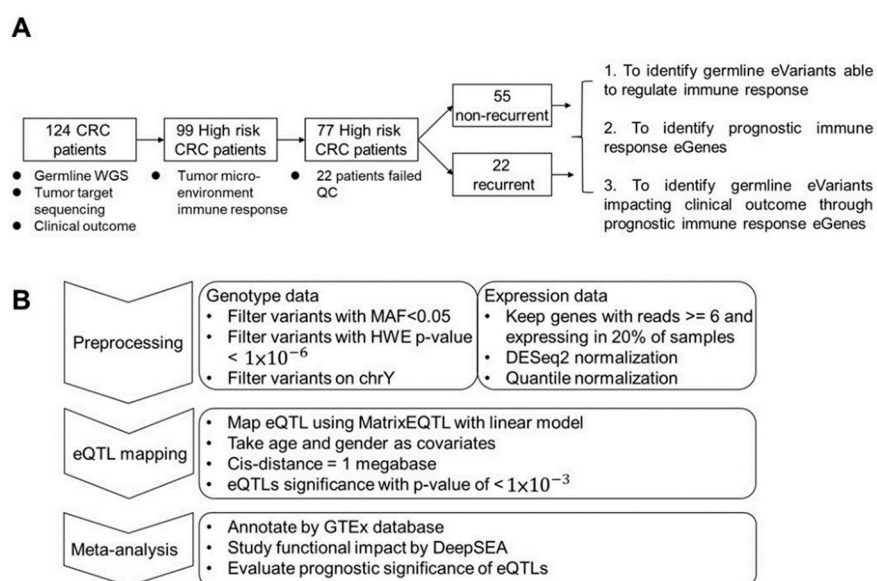 A
124 CRC
patients
● Germline WGS
● Tumor target
sequencing
● Clinical outcome
99 High risk
CRC patients
● Tumor micro-
environment
immune response
77 High risk
CRC patients
● 22 patients failed
QC
55
non-recurrent
22
recurrent
1. To identify germline eVariants able
to regulate immune response
2. To identify prognostic immune
response eGenes
3. To identify germline eVariants
impacting clinical outcome through
prognostic immune response eGenes
B
Preprocessing
Genotype data
• Filter variants with MAF<0.05
• Filter variants with HWE p-value
< 1x10⁻⁶
• Filter variants on chrY
Expression data
• Keep genes with reads >= 6 and
expressing in 20% of samples
• DESeq2 normalization
• Quantile normalization
eQTL mapping
• Map eQTL using MatrixEQTL with linear model
• Take age and gender as covariates
• Cis-distance = 1 megabase
• eQTLs significance with p-value of < 1x10⁻³
Meta-analysis
• Annotate by GTEx database
• Study functional impact by DeepSEA
• Evaluate prognostic significance of eQTLs